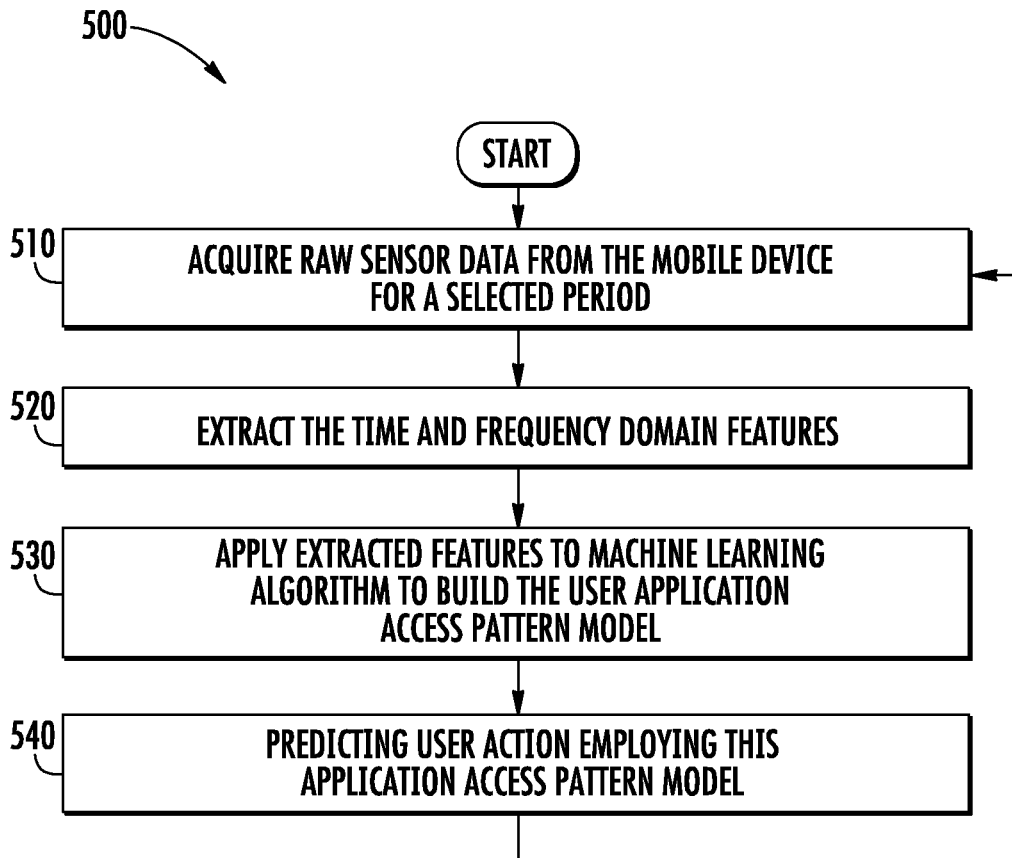 500
START
510
ACQUIRE RAW SENSOR DATA FROM THE MOBILE DEVICE
FOR A SELECTED PERIOD
520
EXTRACT THE TIME AND FREQUENCY DOMAIN FEATURES
530
APPLY EXTRACTED FEATURES TO MACHINE LEARNING
ALGORITHM TO BUILD THE USER APPLICATION
ACCESS PATTERN MODEL
540
PREDICTING USER ACTION EMPLOYING THIS
APPLICATION ACCESS PATTERN MODEL